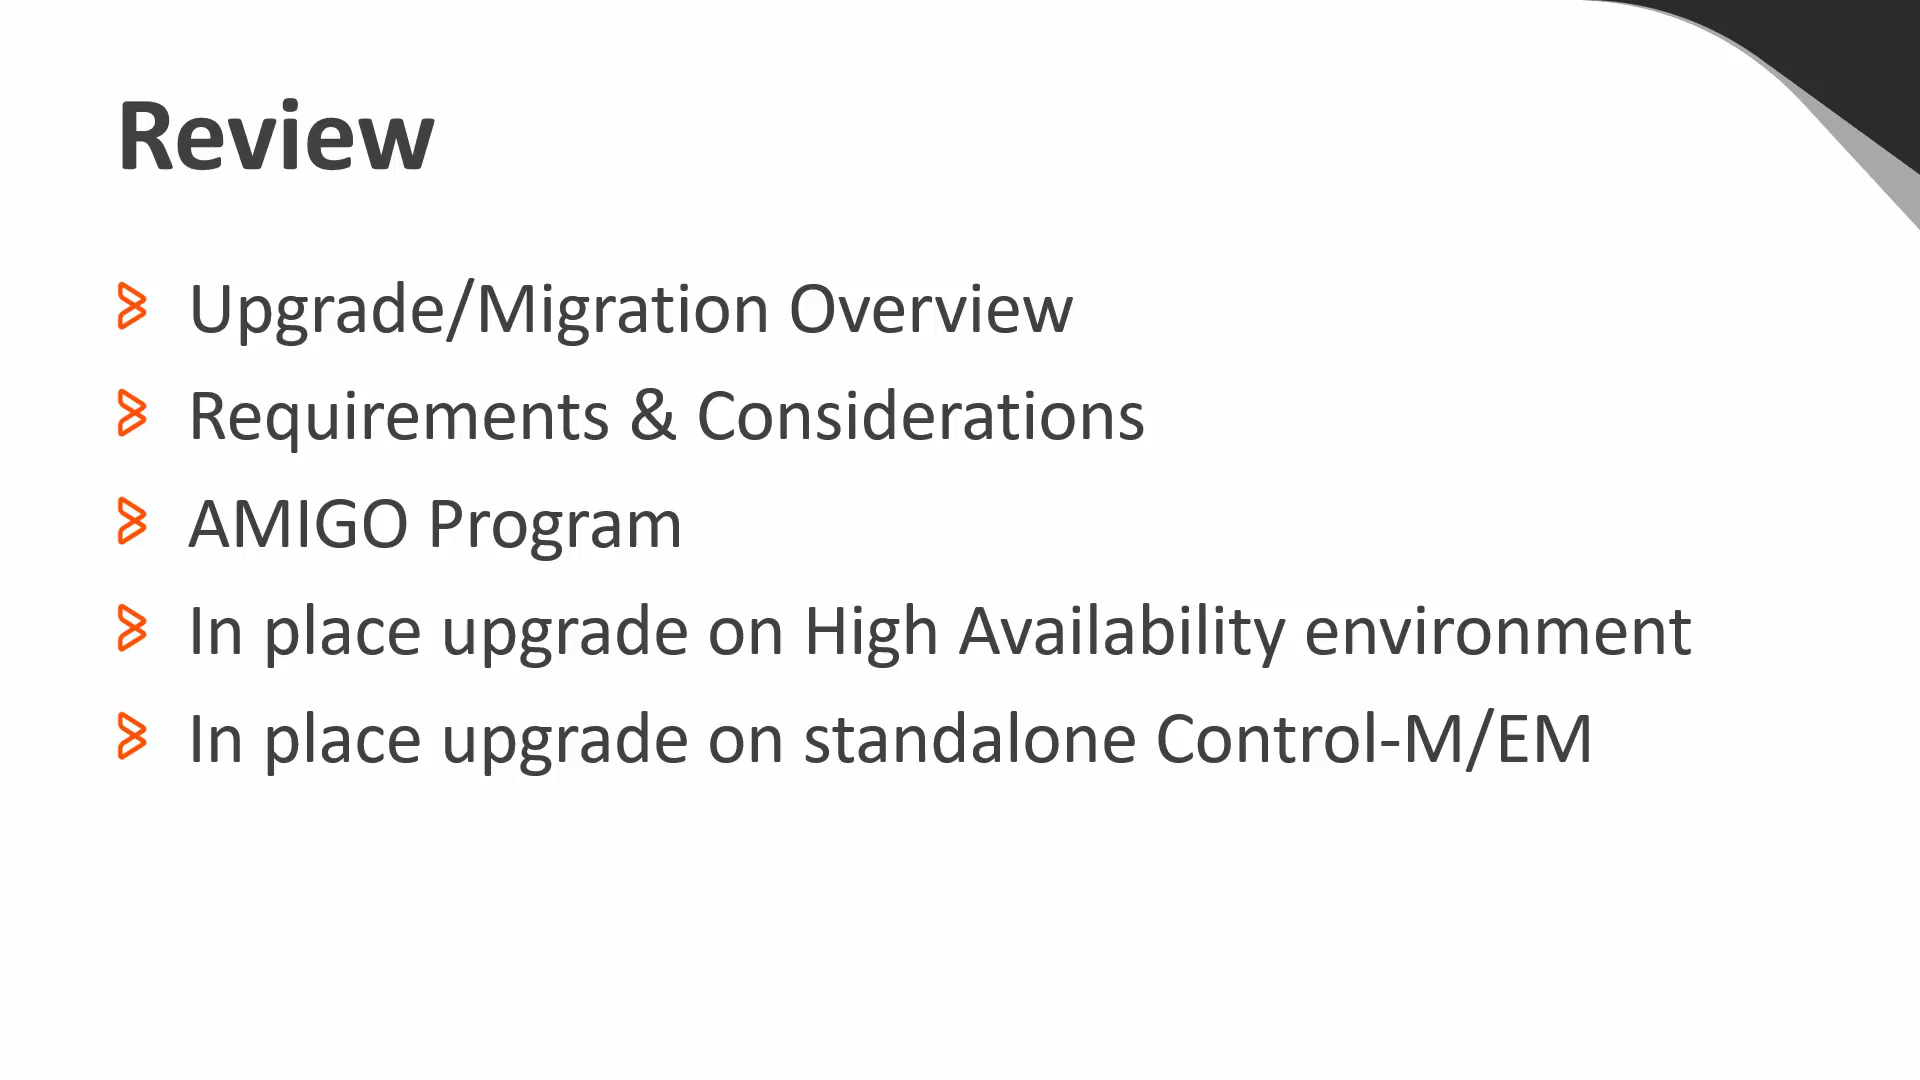 Review
Upgrade/Migration Overview
Requirements & Considerations
AMIGO Program
In place upgrade on High Availability environment
In place upgrade on standalone Control-M/EM